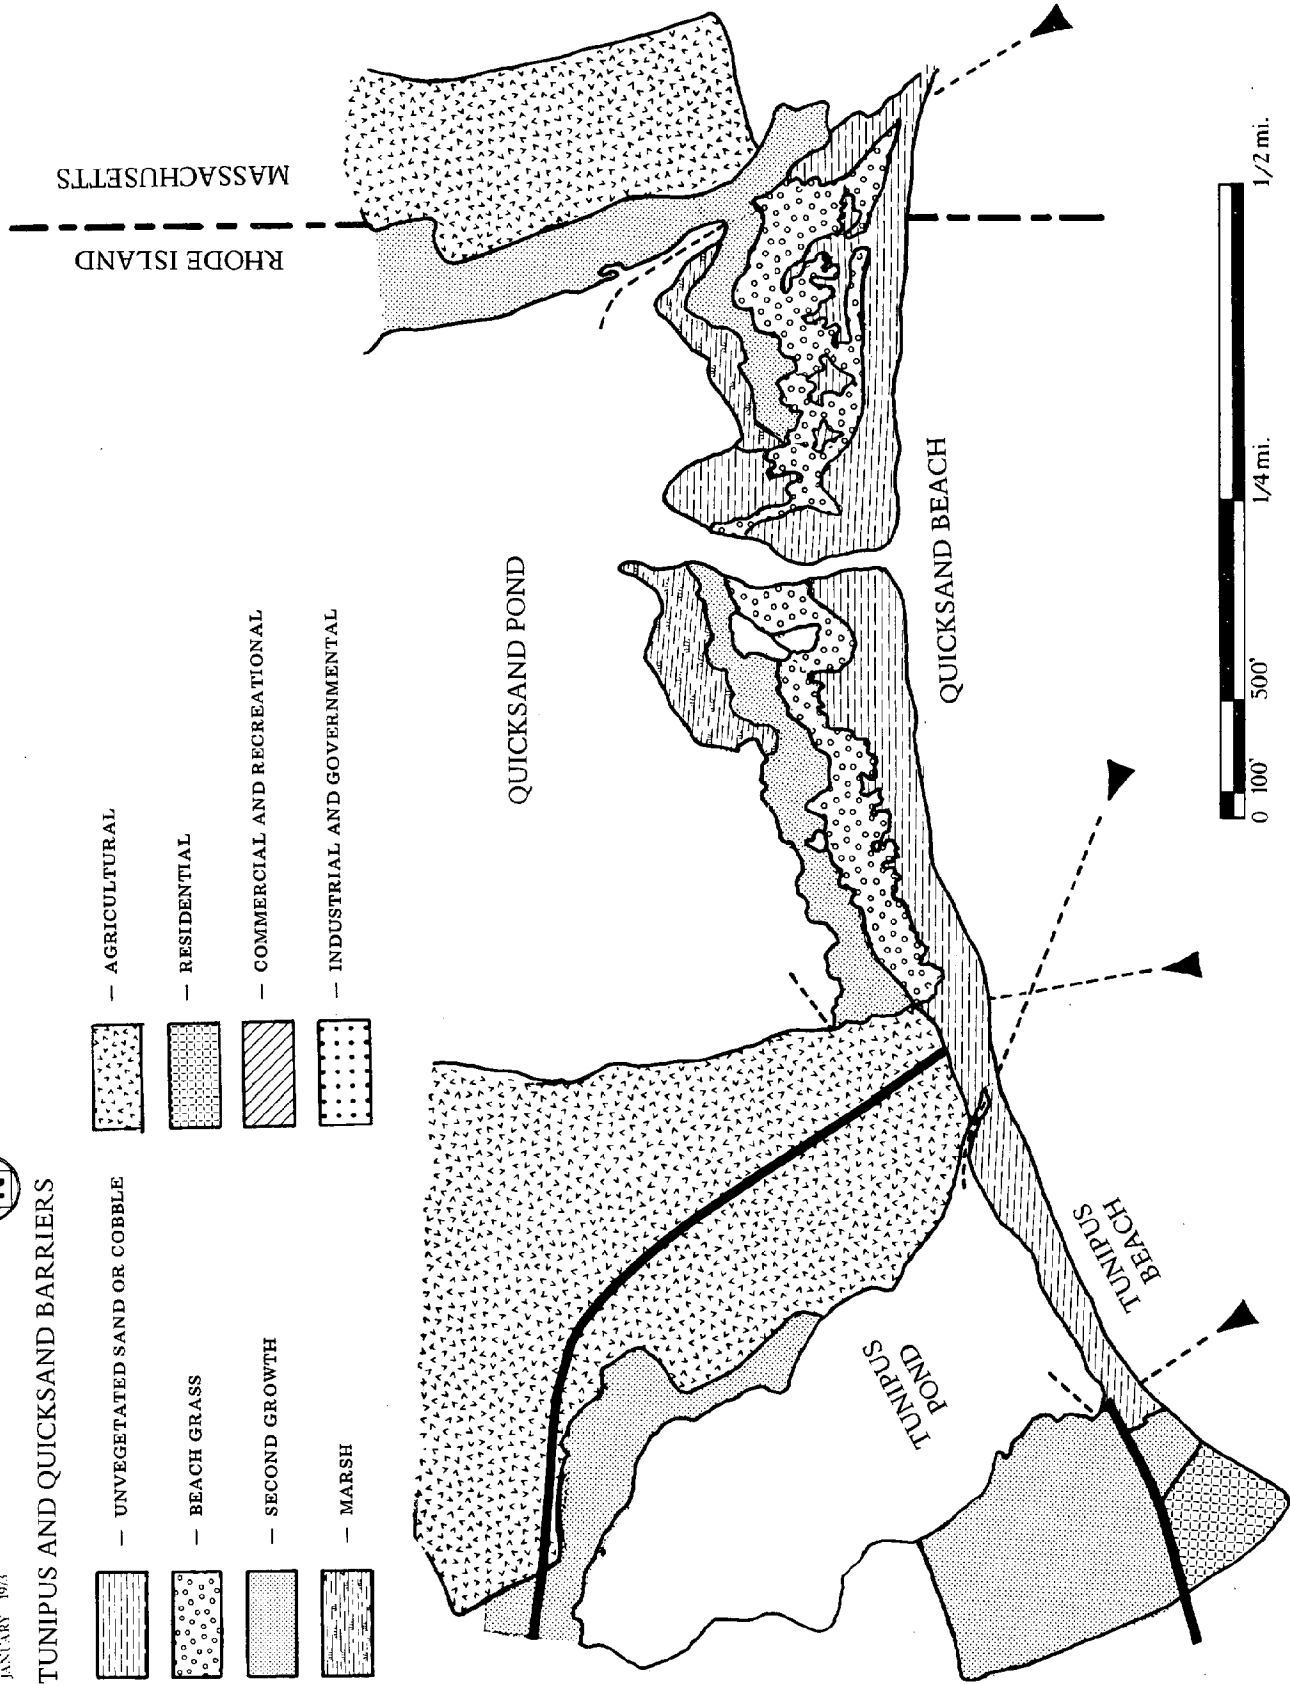 JANUARY 1973
TUNIPUS AND QUICKSAND BARRIERS
— UNVEGETATED SAND OR COBBLE
— BEACH GRASS
— SECOND GROWTH
— MARSH
— AGRICULTURAL
— RESIDENTIAL
— COMMERCIAL AND RECREATIONAL
— INDUSTRIAL AND GOVERNMENTAL
RHODE ISLAND
MASSACHUSETTS
QUICKSAND POND
QUICKSAND BEACH
TUNIPUS
POND
TUNIPUS
BEACH
0 100' 500' 1/4 mi. 1/2 mi.